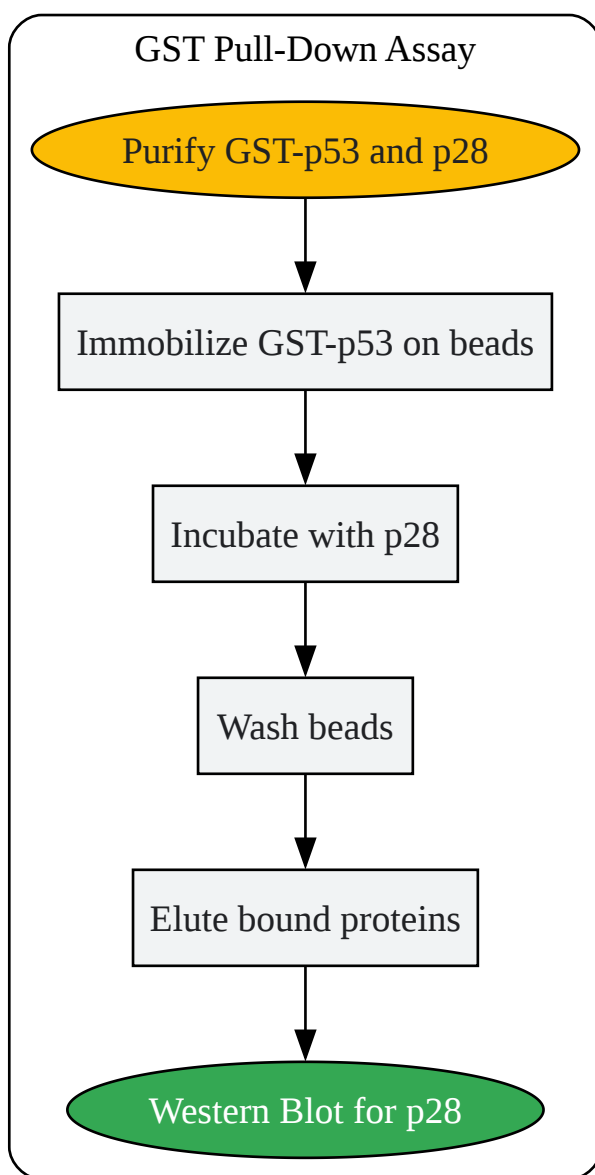 GST Pull-Down Assay
Purify GST-p53 and p28
Immobilize GST-p53 on beads
Incubate with p28
Wash beads
Elute bound proteins
Western Blot for p28